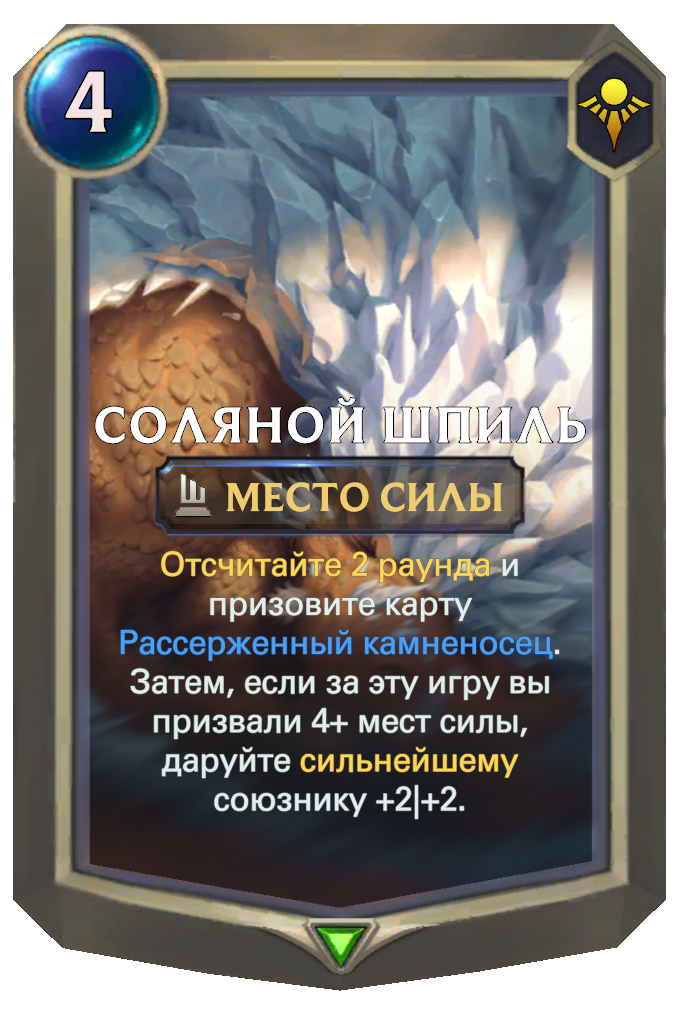 4
СОЛЯНОЙ ШПИЛЬ
МЕСТО СИЛЫ
Отсчитайте 2 раунда и
призовите карту
Рассерженный камненосец.
Затем, если за эту игру вы
призвали 4+ мест силы,
даруйте сильнейшему
союзнику +2|+2.